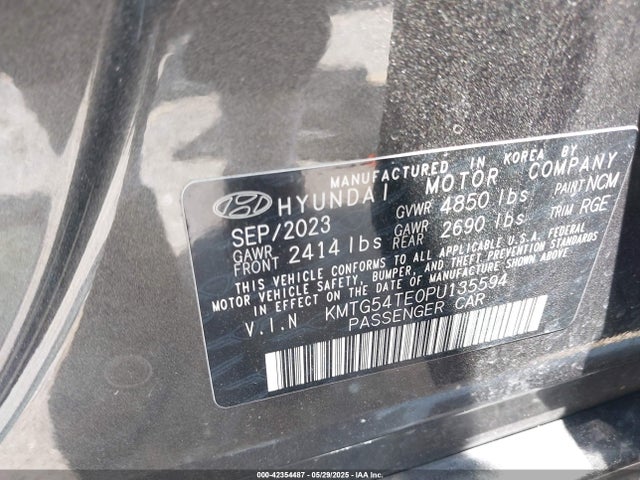 MANUFACTURED IN KOREA BY
HYUNDAI MOTOR COMPANY
SEP/2023 GVWR 4850 lbs PAINT NCM
GAWR FRONT 2414 lbs GAWR REAR 2690 lbs TRIM RGE
THIS VEHICLE CONFORMS TO ALL APPLICABLE U.S.A. FEDERAL
MOTOR VEHICLE SAFETY, BUMPER, AND THEFT PREVENTION STANDARDS
IN EFFECT ON THE DATE OF MANUFACTURE SHOWN ABOVE.
V.I.N KMTG54TE0PU135594
PASSENGER CAR
000-42354487 - 05/29/2025 - IAA Inc.